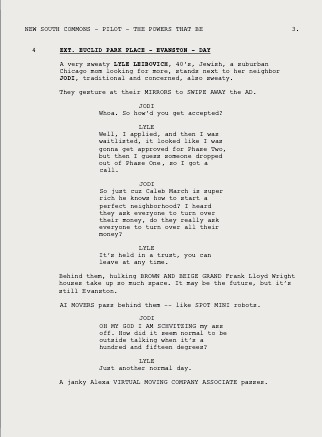 NEW SOUTH COMMONS - PILOT - THE POWERS THAT BE 3.
4 EXT. EUCLID PARK PLACE - EVANSTON - DAY
A very sweaty LYLE LEIBOVICH, 40's, Jewish, a suburban
Chicago mom looking for more, stands next to her neighbor
JODI, traditional and concerned, also sweaty.
They gesture at their MIRRORS to SWIPE AWAY the AD.
JODI
Whoa. So how'd you get accepted?
LYLE
Well, I applied, and then I was
waitlisted, it looked like I was
gonna get approved for Phase Two,
but then I guess someone dropped
out of Phase One, so I got a
call.
JODI
So just cuz Caleb March is super
rich he knows how to start a
perfect neighborhood? I heard
they ask everyone to turn over
their money, do they really ask
everyone to turn over all their
money?
LYLE
It's held in a trust, you can
leave at any time.
Behind them, hulking BROWN AND BEIGE GRAND Frank Lloyd Wright
houses take up so much space. It may be the future, but it's
still Evanston.
AI MOVERS pass behind them -- like SPOT MINI robots.
JODI
OH MY GOD I AM SCHVITZING my ass
off. How did it seem normal to be
outside talking when it's a
hundred and fifteen degrees?
LYLE
Just another normal day.
A janky Alexa VIRTUAL MOVING COMPANY ASSOCIATE passes.